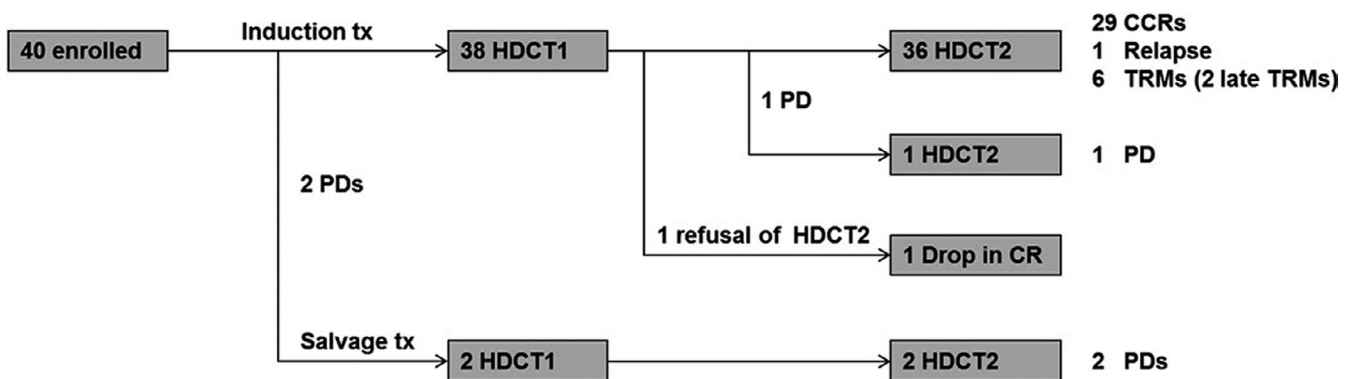 40 enrolled
Induction tx
38 HDCT1
36 HDCT2
29 CCRs
1 Relapse
6 TRMs (2 late TRMs)
1 PD
1 HDCT2
1 PD
2 PDs
1 refusal of HDCT2
1 Drop in CR
Salvage tx
2 HDCT1
2 HDCT2
2 PDs